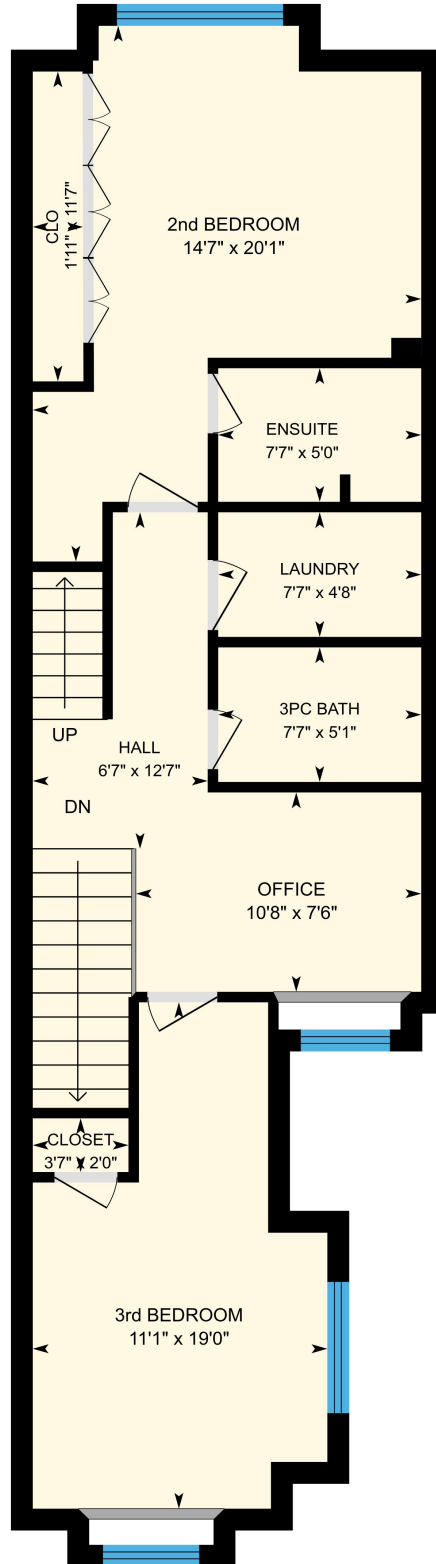 2nd BEDROOM
14'7" x 20'1"
CLO
1'11" x 11'7"
ENSUITE
7'7" x 5'0"
LAUNDRY
7'7" x 4'8"
3PC BATH
7'7" x 5'1"
UP
HALL
6'7" x 12'7"
DN
OFFICE
10'8" x 7'6"
CLOSET
3'7" x 2'0"
3rd BEDROOM
11'1" x 19'0"